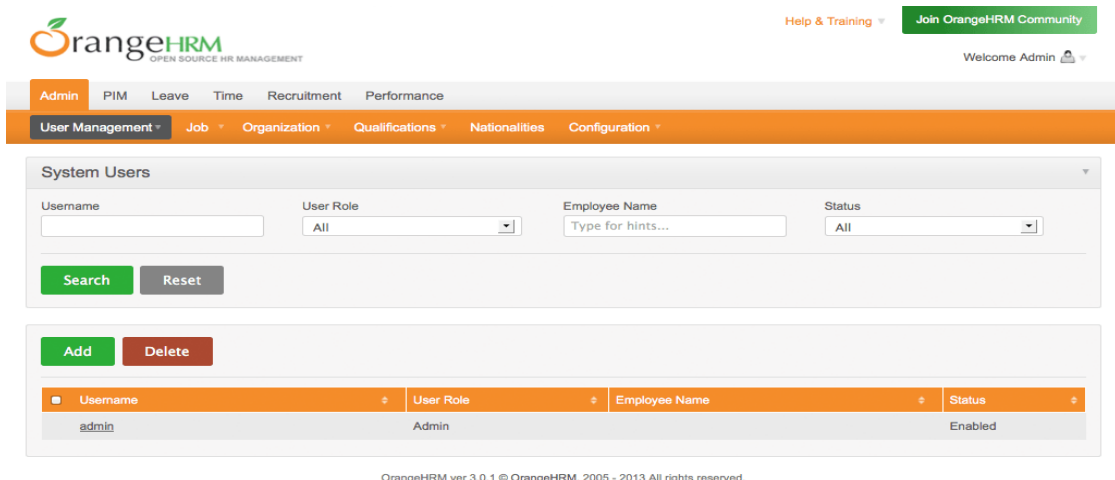 Help & Training
Join OrangeHRM Community
OrangeHRM
OPEN SOURCE HR MANAGEMENT
Welcome Admin
Admin PIM Leave Time Recruitment Performance
User Management Job Organization Qualifications Nationalities Configuration
System Users
Username User Role Employee Name Status
All Type for hints... All
Search Reset
Add Delete
Username User Role Employee Name Status
admin Admin Enabled
OrangeHRM ver 3.0.1 © OrangeHRM. 2005 - 2013 All rights reserved.